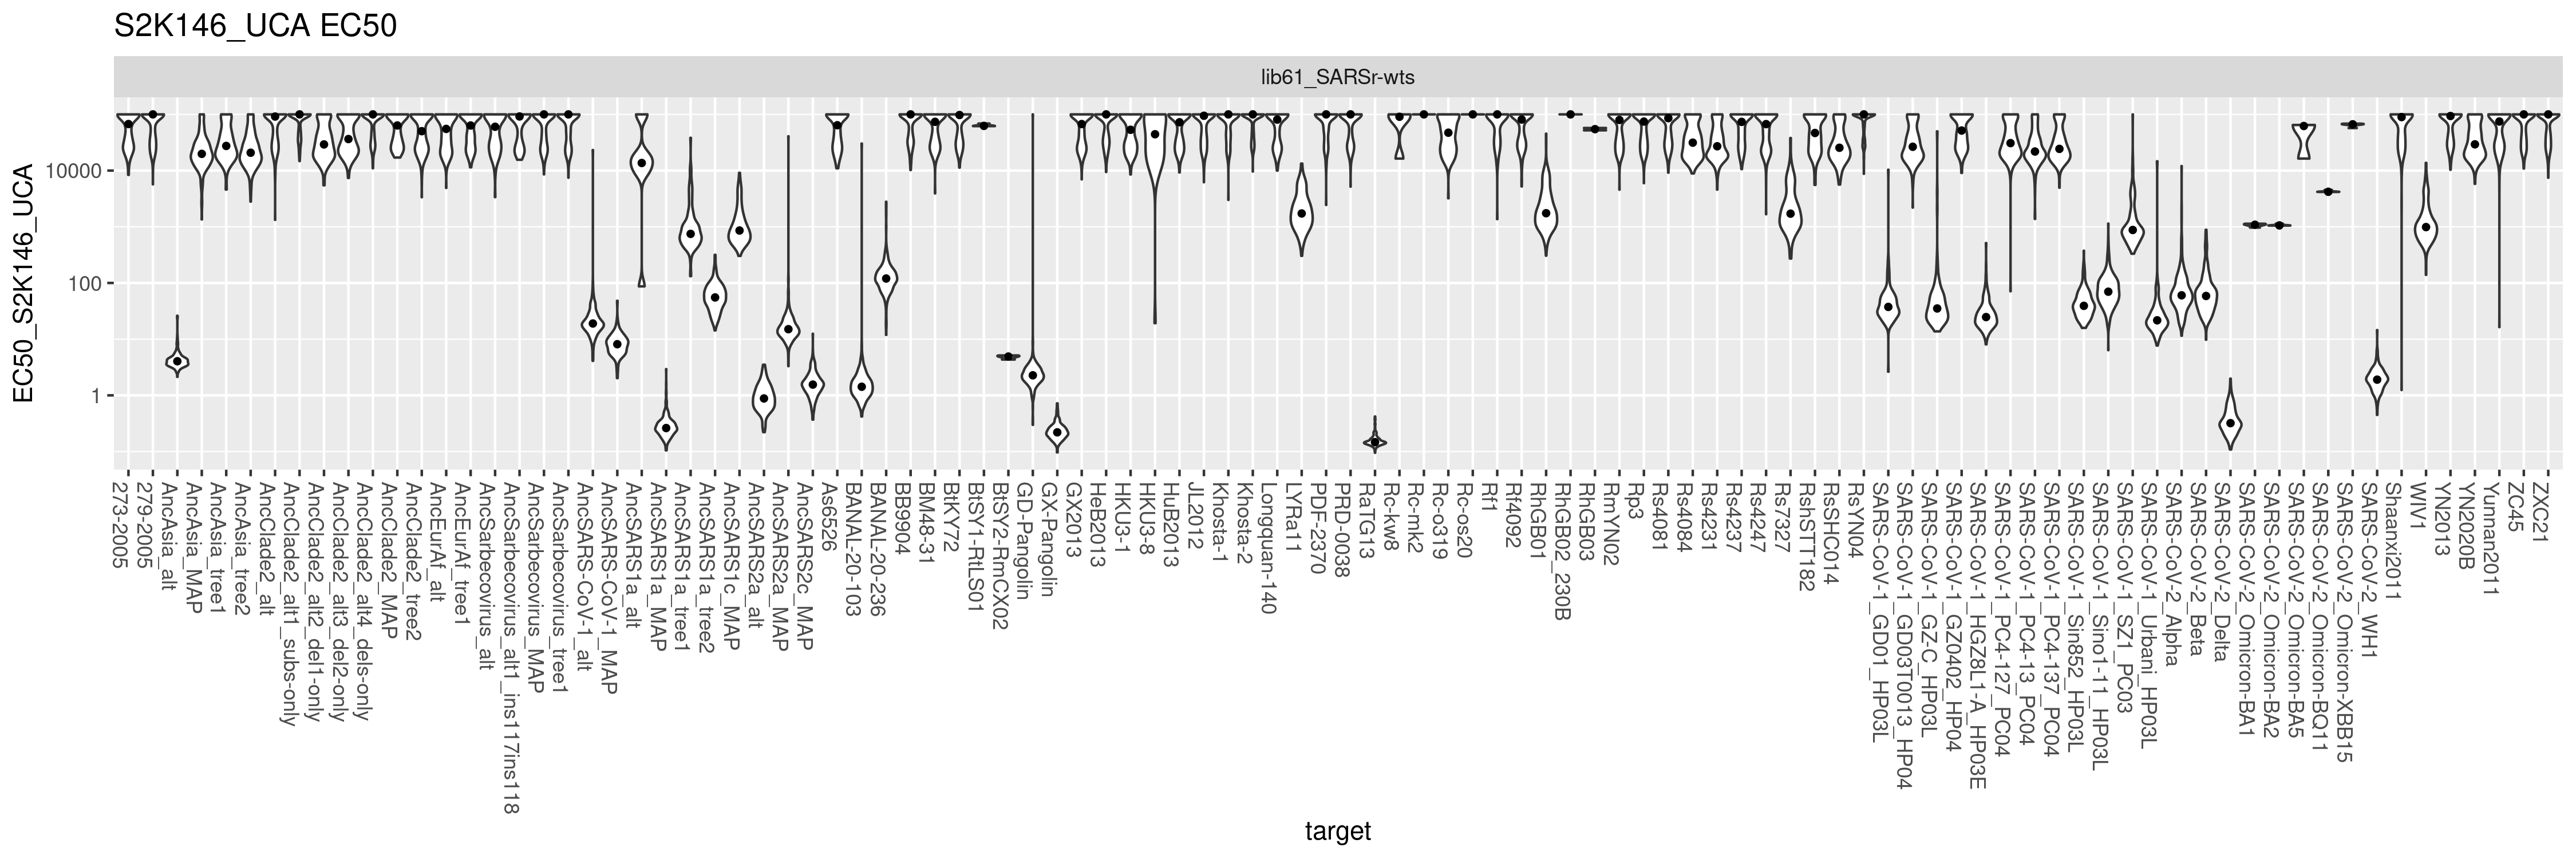 S2K146_UCA EC50
lib61_SARSr-wts
EC50_S2K146_UCA
10000
100
1
273-2005
279-2005
AncAsia_alt
AncAsia_MAP
AncAsia_tree1
AncAsia_tree2
AncClade2_alt
AncClade2_alt1_subs-only
AncClade2_alt2_del1-only
AncClade2_alt3_del2-only
AncClade2_alt4_dels-only
AncClade2_MAP
AncClade2_tree2
AncEurAf_alt
AncEurAf_tree1
AncSarbecovirus_alt
AncSarbecovirus_alt1_ins117ins118
AncSarbecovirus_MAP
AncSarbecovirus_tree1
AncSARS-CoV-1_alt
AncSARS-CoV-1_MAP
AncSARS1a_alt
AncSARS1a_MAP
AncSARS1a_tree1
AncSARS1a_tree2
AncSARS1c_MAP
AncSARS2a_alt
AncSARS2a_MAP
AncSARS2c_MAP
As6526
BANAL-20-103
BANAL-20-236
BB9904
BM48-31
BtKY72
BtSY1-RtLS01
BtSY2-RmCX02
GD-Pangolin
GX-Pangolin
GX2013
HeB2013
HKU3-1
HKU3-8
HuB2013
JL2012
Khosta-1
Khosta-2
Longquan-140
LYRa11
PDF-2370
PRD-0038
RaTG13
Rc-kw8
Rc-mk2
Rc-o319
Rc-os20
Rf1
Rf4092
RhGB01
RhGB02_230B
RhGB03
RmYN02
Rp3
Rs4081
Rs4084
Rs4231
Rs4237
Rs4247
Rs7327
RshSTT182
RsSHC014
RsYN04
SARS-CoV-1_GD01_HP03L
SARS-CoV-1_GD03T0013_HP04
SARS-CoV-1_GZ-C_HP03L
SARS-CoV-1_GZ0402_HP04
SARS-CoV-1_HGZ8L1-A_HP03E
SARS-CoV-1_PC4-127_PC04
SARS-CoV-1_PC4-13_PC04
SARS-CoV-1_PC4-137_PC04
SARS-CoV-1_Sin852_HP03L
SARS-CoV-1_Sino1-11_HP03L
SARS-CoV-1_SZ1_PC03
SARS-CoV-1_Urbani_HP03L
SARS-CoV-2_Alpha
SARS-CoV-2_Beta
SARS-CoV-2_Delta
SARS-CoV-2_Omicron-BA1
SARS-CoV-2_Omicron-BA2
SARS-CoV-2_Omicron-BA5
SARS-CoV-2_Omicron-BQ11
SARS-CoV-2_Omicron-XBB15
SARS-CoV-2_WH1
Shaanxi2011
WIV1
YN2013
YN2020B
Yunnan2011
ZC45
ZXC21
target